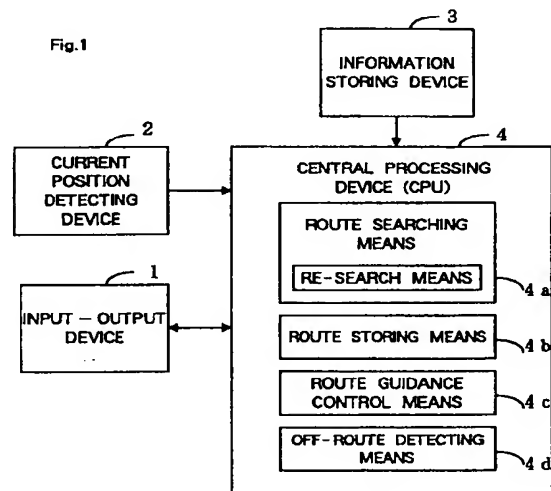 Fig.1
3
INFORMATION
STORING DEVICE
2
CURRENT
POSITION
DETECTING
DEVICE
1
INPUT－OUTPUT
DEVICE
4
CENTRAL PROCESSING
DEVICE (CPU)
ROUTE SEARCHING
MEANS
RE-SEARCH MEANS
4 a
ROUTE STORING MEANS
4 b
ROUTE GUIDANCE
CONTROL MEANS
4 c
OFF-ROUTE DETECTING
MEANS
4 d